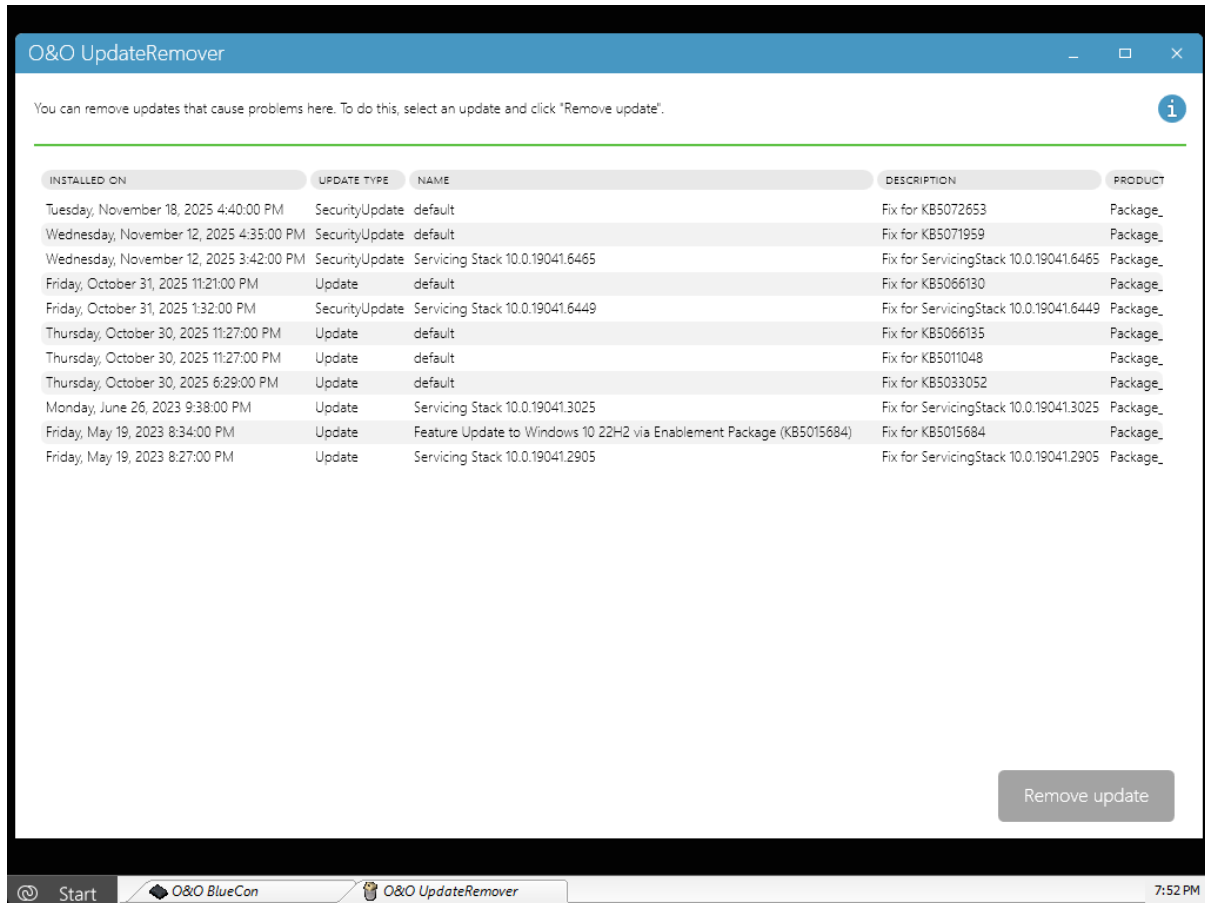 O&O UpdateRemover
You can remove updates that cause problems here. To do this, select an update and click "Remove update".
i
INSTALLED ON UPDATE TYPE NAME DESCRIPTION PRODUCT
Tuesday, November 18, 2025 4:40:00 PM SecurityUpdate default Fix for KB5072653 Package_
Wednesday, November 12, 2025 4:35:00 PM SecurityUpdate default Fix for KB5071959 Package_
Wednesday, November 12, 2025 3:42:00 PM SecurityUpdate Servicing Stack 10.0.19041.6465 Fix for ServicingStack 10.0.19041.6465 Package_
Friday, October 31, 2025 11:21:00 PM Update default Fix for KB5066130 Package_
Friday, October 31, 2025 1:32:00 PM SecurityUpdate Servicing Stack 10.0.19041.6449 Fix for ServicingStack 10.0.19041.6449 Package_
Thursday, October 30, 2025 11:27:00 PM Update default Fix for KB5066135 Package_
Thursday, October 30, 2025 11:27:00 PM Update default Fix for KB5011048 Package_
Thursday, October 30, 2025 6:29:00 PM Update default Fix for KB5033052 Package_
Monday, June 26, 2023 9:38:00 PM Update Servicing Stack 10.0.19041.3025 Fix for ServicingStack 10.0.19041.3025 Package_
Friday, May 19, 2023 8:34:00 PM Update Feature Update to Windows 10 22H2 via Enablement Package (KB5015684) Fix for KB5015684 Package_
Friday, May 19, 2023 8:27:00 PM Update Servicing Stack 10.0.19041.2905 Fix for ServicingStack 10.0.19041.2905 Package_
Remove update
Start O&O BlueCon O&O UpdateRemover 7:52 PM